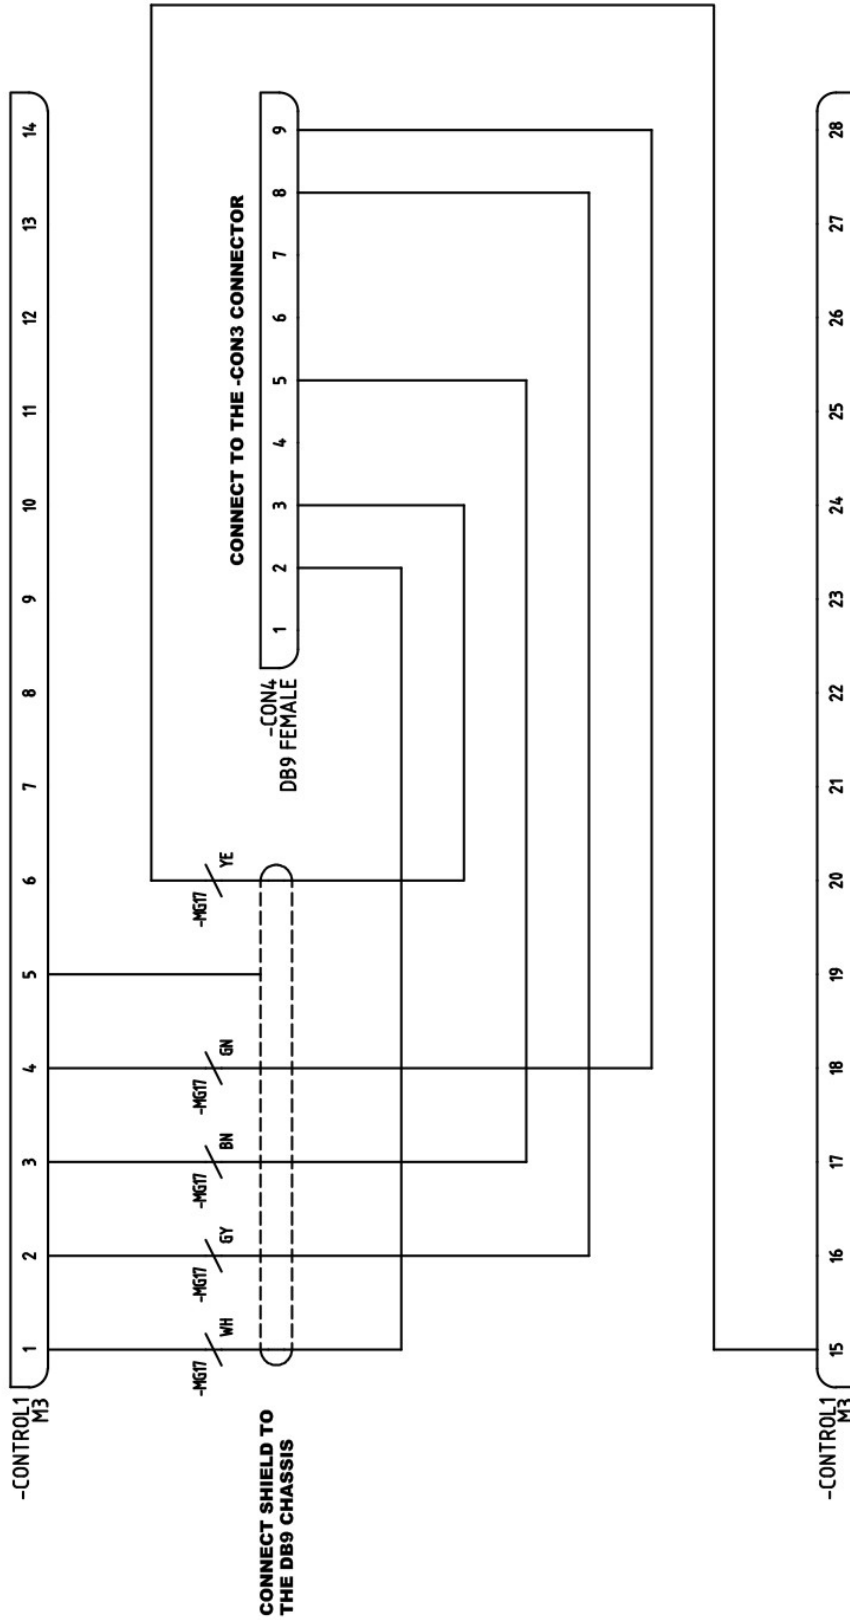 -CONTROL1
M3
1 2 3 4 5 6 7 8 9 10 11 12 13 14
-MG17 -MG17 -MG17 -MG17 -MG17
WH GY BN GN YE
CONNECT TO THE -CON3 CONNECTOR
CONNECT SHIELD TO
THE DB9 CHASSIS
-CON4
DB9 FEMALE
1 2 3 4 5 6 7 8 9
-CONTROL1
M3
15 16 17 18 19 20 21 22 23 24 25 26 27 28